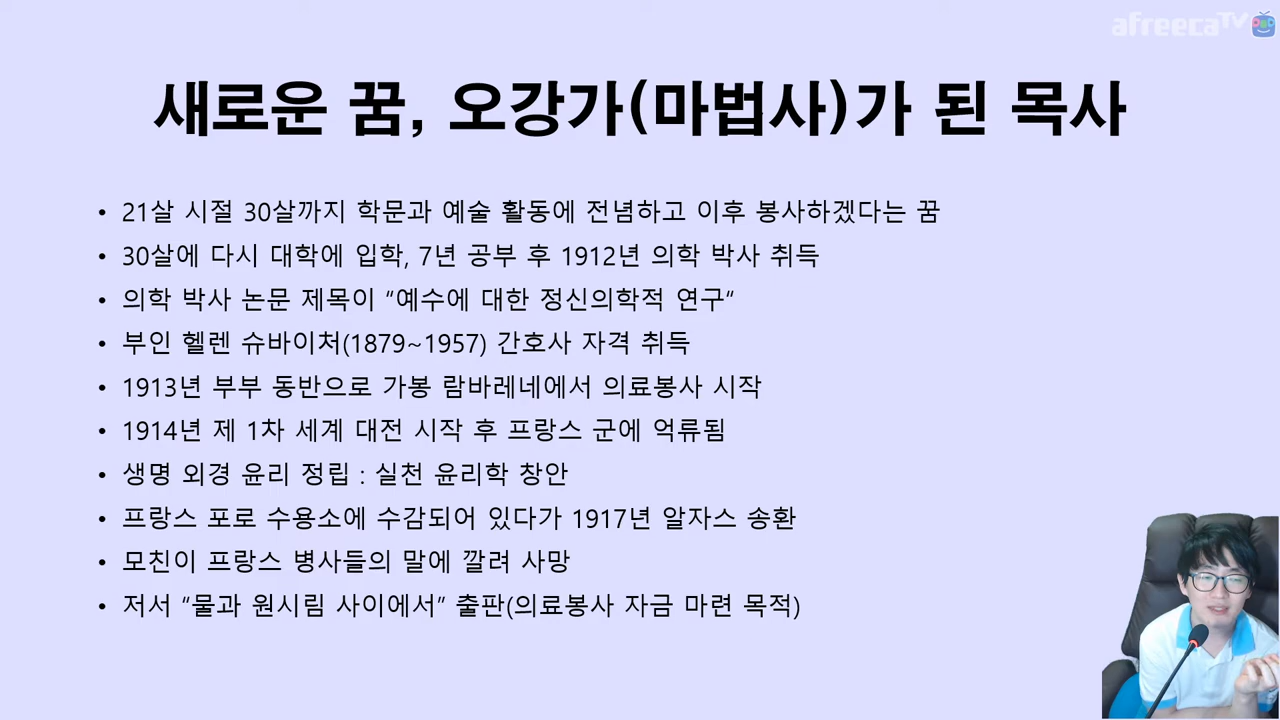 afreecaTV
새로운 꿈, 오강가(마법사)가 된 목사
• 21살 시절 30살까지 학문과 예술 활동에 전념하고 이후 봉사하겠다는 꿈
• 30살에 다시 대학에 입학, 7년 공부 후 1912년 의학 박사 취득
• 의학 박사 논문 제목이 “예수에 대한 정신의학적 연구“
• 부인 헬렌 슈바이처(1879~1957) 간호사 자격 취득
• 1913년 부부 동반으로 가봉 람바레네에서 의료봉사 시작
• 1914년 제 1차 세계 대전 시작 후 프랑스 군에 억류됨
• 생명 외경 윤리 정립 : 실천 윤리학 창안
• 프랑스 포로 수용소에 수감되어 있다가 1917년 알자스 송환
• 모친이 프랑스 병사들의 말에 깔려 사망
• 저서 “물과 원시림 사이에서” 출판(의료봉사 자금 마련 목적)